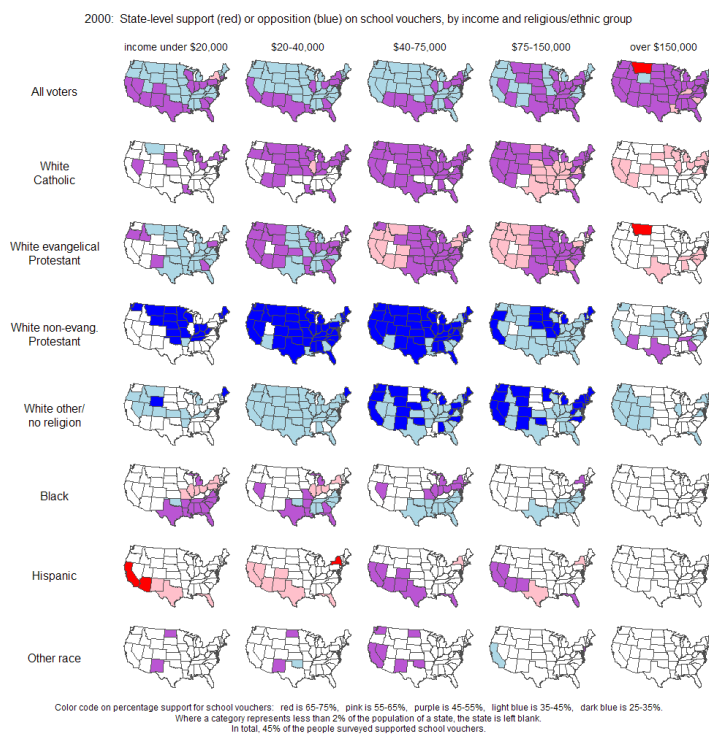 2000: State-level support (red) or opposition (blue) on school vouchers, by income and religious/ethnic group
income under $20,000 $20-40,000 $40-75,000 $75-150,000 over $150,000
All voters
White
Catholic
White evangelical
Protestant
White non-evang.
Protestant
White other/
no religion
Black
Hispanic
Other race
Color code on percentage support for school vouchers: red is 65-75%, pink is 55-65%, purple is 45-55%, light blue is 35-45%, dark blue is 25-35%.
Where a category represents less than 2% of the population of a state, the state is left blank.
In total, 45% of the people surveyed supported school vouchers.